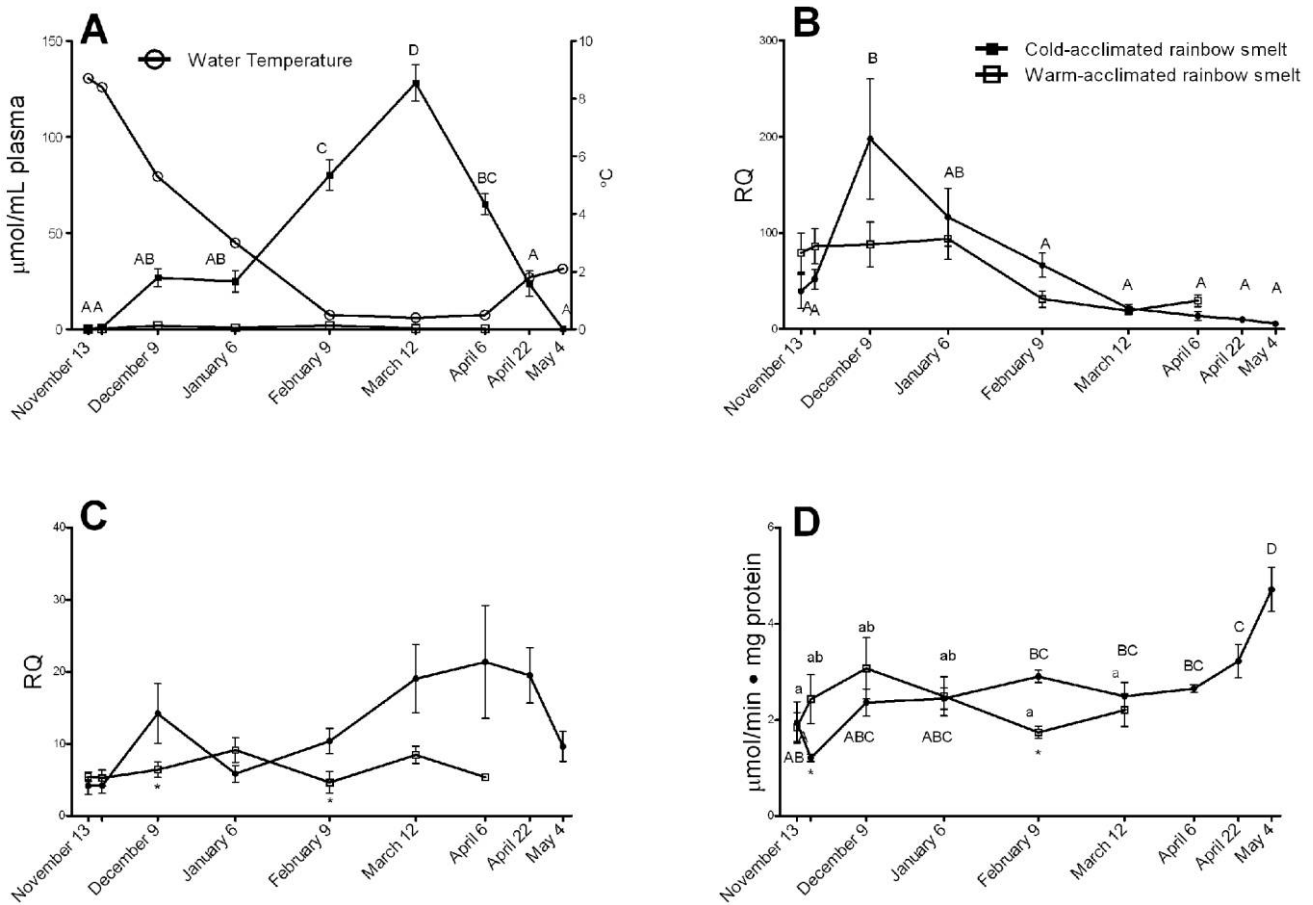 A
150
100
50
0
µmol/mL plasma
Water Temperature
10
8
6
4
2
0
°C
A A
AB
AB
C
D
BC
A
A
November 13
December 9
January 6
February 9
March 12
April 6
April 22
May 4
B
300
200
100
0
RQ
Cold-acclimated rainbow smelt
Warm-acclimated rainbow smelt
A
A
B
AB
A
A
A
A
A
November 13
December 9
January 6
February 9
March 12
April 6
April 22
May 4
C
40
30
20
10
0
RQ
*
*
November 13
December 9
January 6
February 9
March 12
April 6
April 22
May 4
D
6
4
2
0
µmol/min • mg protein
a
ab
ab
ab
BC
BC
a
BC
C
D
a
A
AB
*
ABC
ABC
*
November 13
December 9
January 6
February 9
March 12
April 6
April 22
May 4